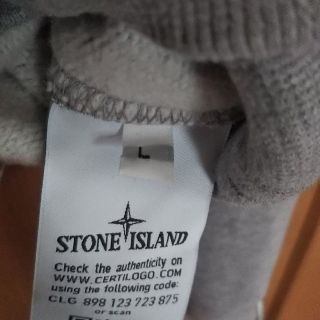 L
STONE ISLAND
Check the authenticity on
WWW.CERTILOGO.COM
using the following code:
CLG 898 123 723 875
or scan